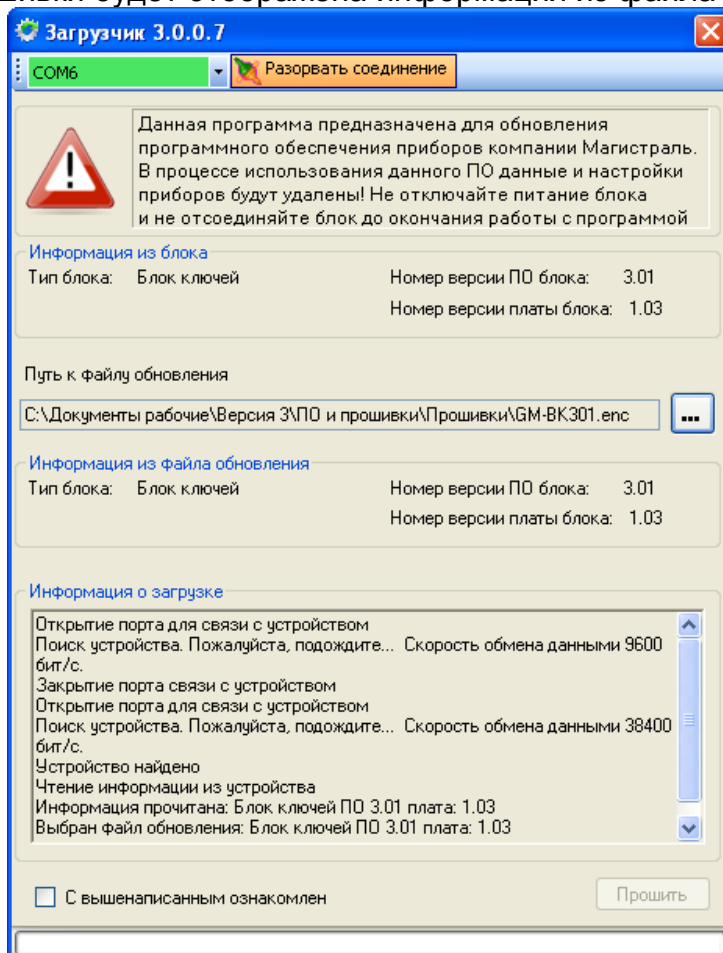 будет отображена информация из файла
Загрузчик 3.0.0.7
COM6 Разорвать соединение
Данная программа предназначена для обновления
программного обеспечения приборов компании Магистраль.
В процессе использования данного ПО данные и настройки
приборов будут удалены! Не отключайте питание блока
и не отсоединяйте блок до окончания работы с программой
Информация из блока
Тип блока: Блок ключей Номер версии ПО блока: 3.01
Номер версии платы блока: 1.03
Путь к файлу обновления
C:\Документы рабочие\Версия 3\ПО и прошивки\Прошивки\GM-BK301.enc ...
Информация из файла обновления
Тип блока: Блок ключей Номер версии ПО блока: 3.01
Номер версии платы блока: 1.03
Информация о загрузке
Открытие порта для связи с устройством
Поиск устройства. Пожалуйста, подождите... Скорость обмена данными 9600
бит/с.
Закрытие порта связи с устройством
Открытие порта для связи с устройством
Поиск устройства. Пожалуйста, подождите... Скорость обмена данными 38400
бит/с.
Устройство найдено
Чтение информации из устройства
Информация прочитана: Блок ключей ПО 3.01 плата: 1.03
Выбран файл обновления: Блок ключей ПО 3.01 плата: 1.03
С вышенаписанным ознакомлен Прошить